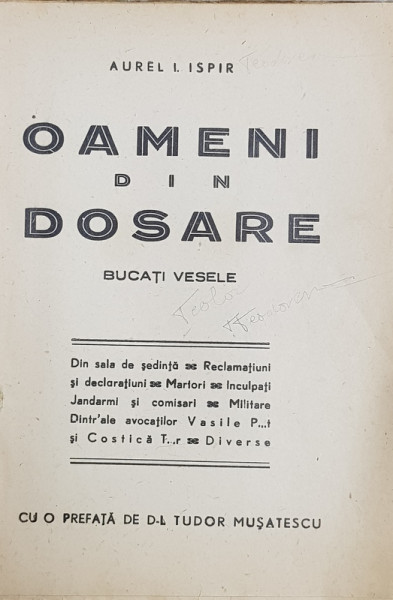 AUREL I. ISPIR
OAMENI
DIN
DOSARE
BUCAȚI VESELE
Din sala de ședință ⁂ Reclamațiuni
și declarațiuni ⁂ Martori ⁂ Inculpați
Jandarmi și comisari ⁂ Militare
Dintr'ale avocaților Vasile P...t
și Costică T...r ⁂ Diverse
CU O PREFAȚĂ DE D-L TUDOR MUȘATESCU